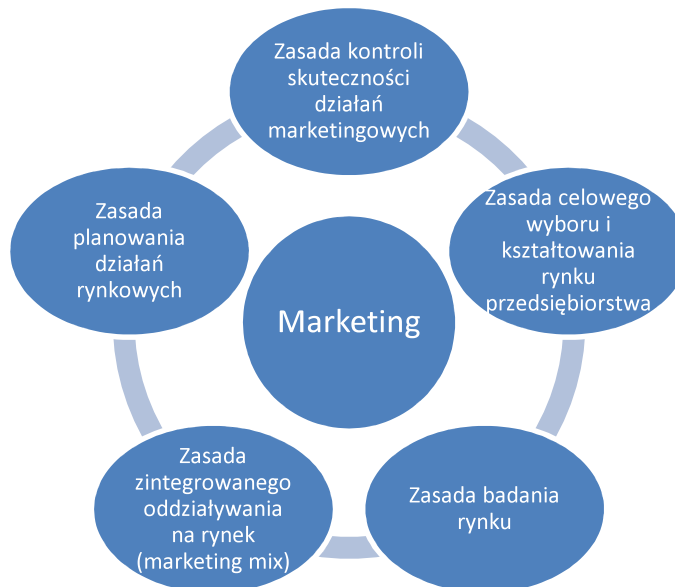 Zasada kontroli
skuteczności
działań
marketingowych
Zasada celowego
wyboru i
kształtowania
rynku
przedsiębiorstwa
Zasada badania
rynku
Zasada
zintegrowanego
oddziaływania
na rynek
(marketing mix)
Zasada
planowania
działań
rynkowych
Marketing